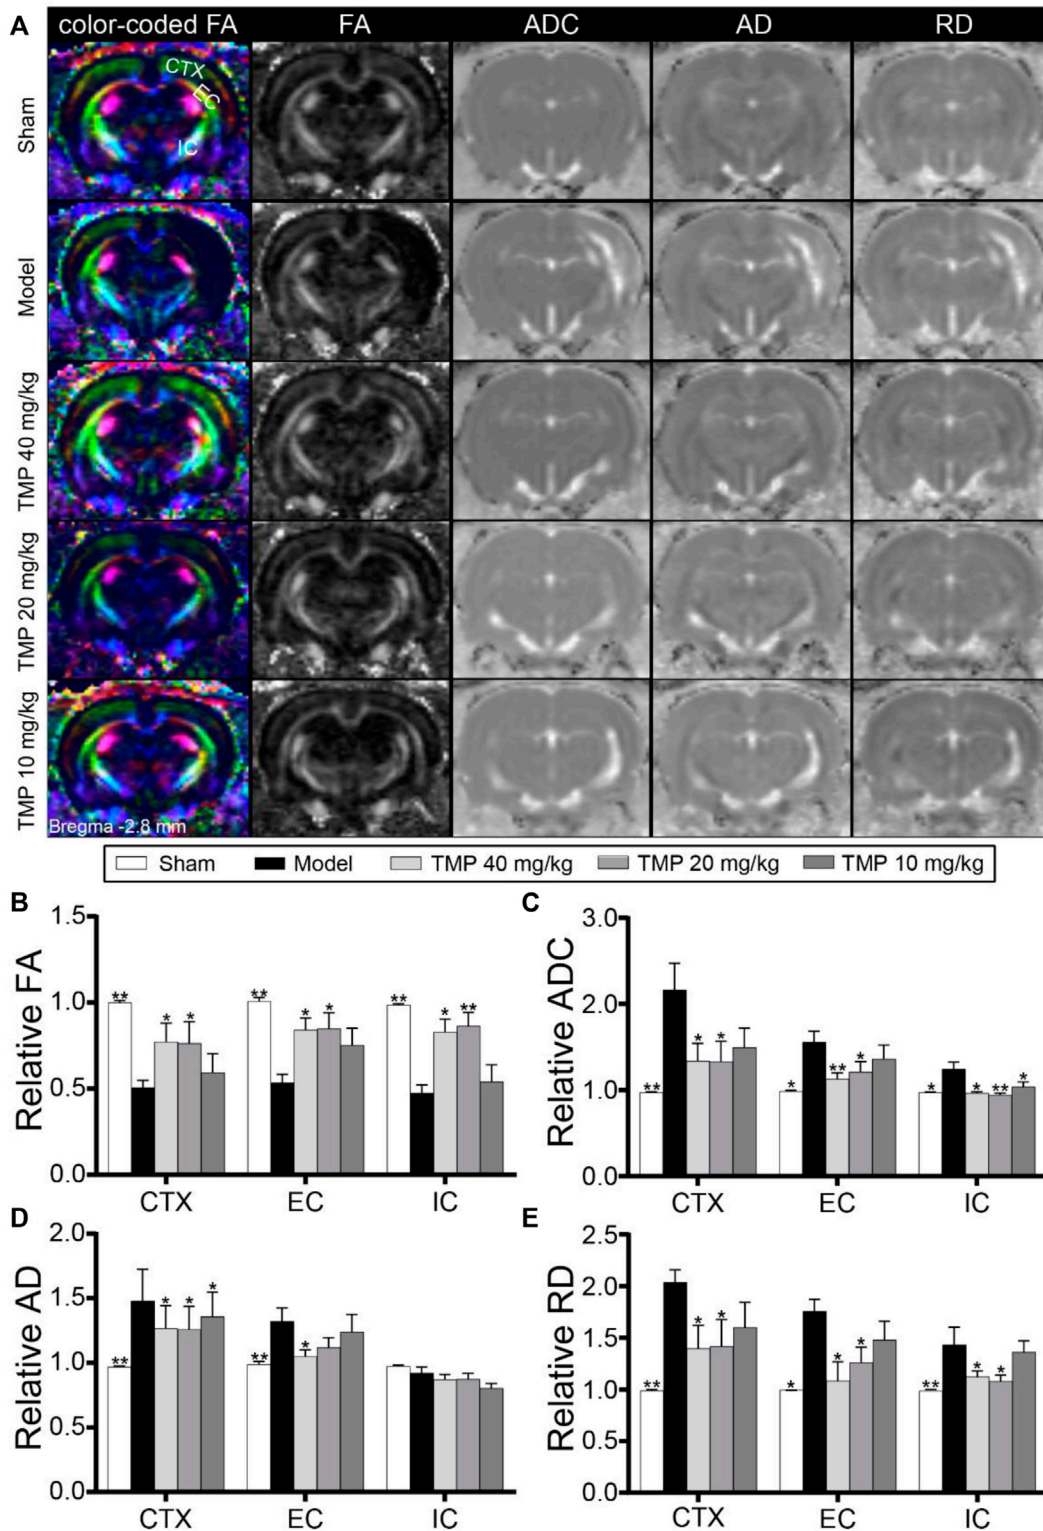 A color-coded FA FA ADC AD RD
CTX
EC
IC
Sham
Model
TMP 40 mg/kg
TMP 20 mg/kg
TMP 10 mg/kg
Bregma -2.8 mm
Sham Model TMP 40 mg/kg TMP 20 mg/kg TMP 10 mg/kg
B
Relative FA
1.5
1.0
0.5
0.0
** * *
** * *
** * **
CTX EC IC
C
Relative ADC
3.0
2.0
1.0
0.0
** * *
* ** *
* * ** *
CTX EC IC
D
Relative AD
2.0
1.5
1.0
0.5
0.0
** * * *
** *
CTX EC IC
E
Relative RD
2.5
2.0
1.5
1.0
0.5
0.0
** * *
* * *
** * *
CTX EC IC